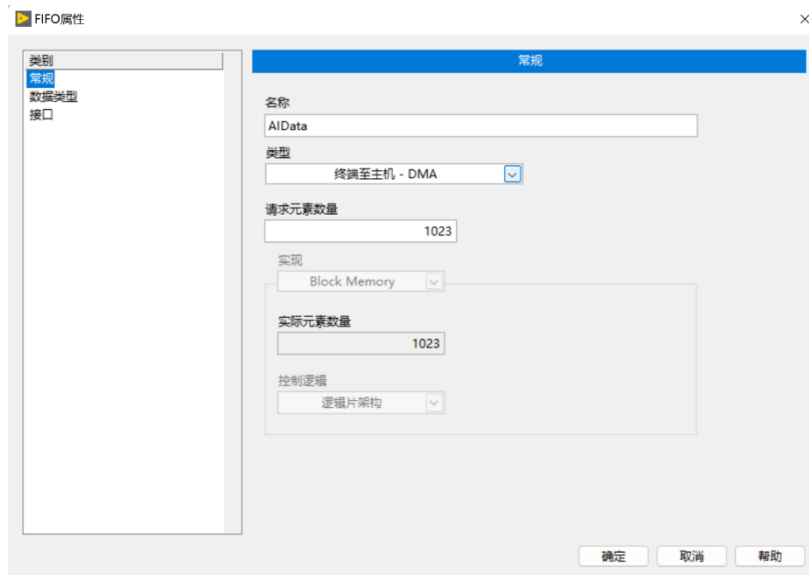 FIFO属性
类别
常规
数据类型
接口
常规
名称
AIData
类型
终端至主机 - DMA
请求元素数量
1023
实现
Block Memory
实际元素数量
1023
控制逻辑
逻辑片架构
确定
取消
帮助